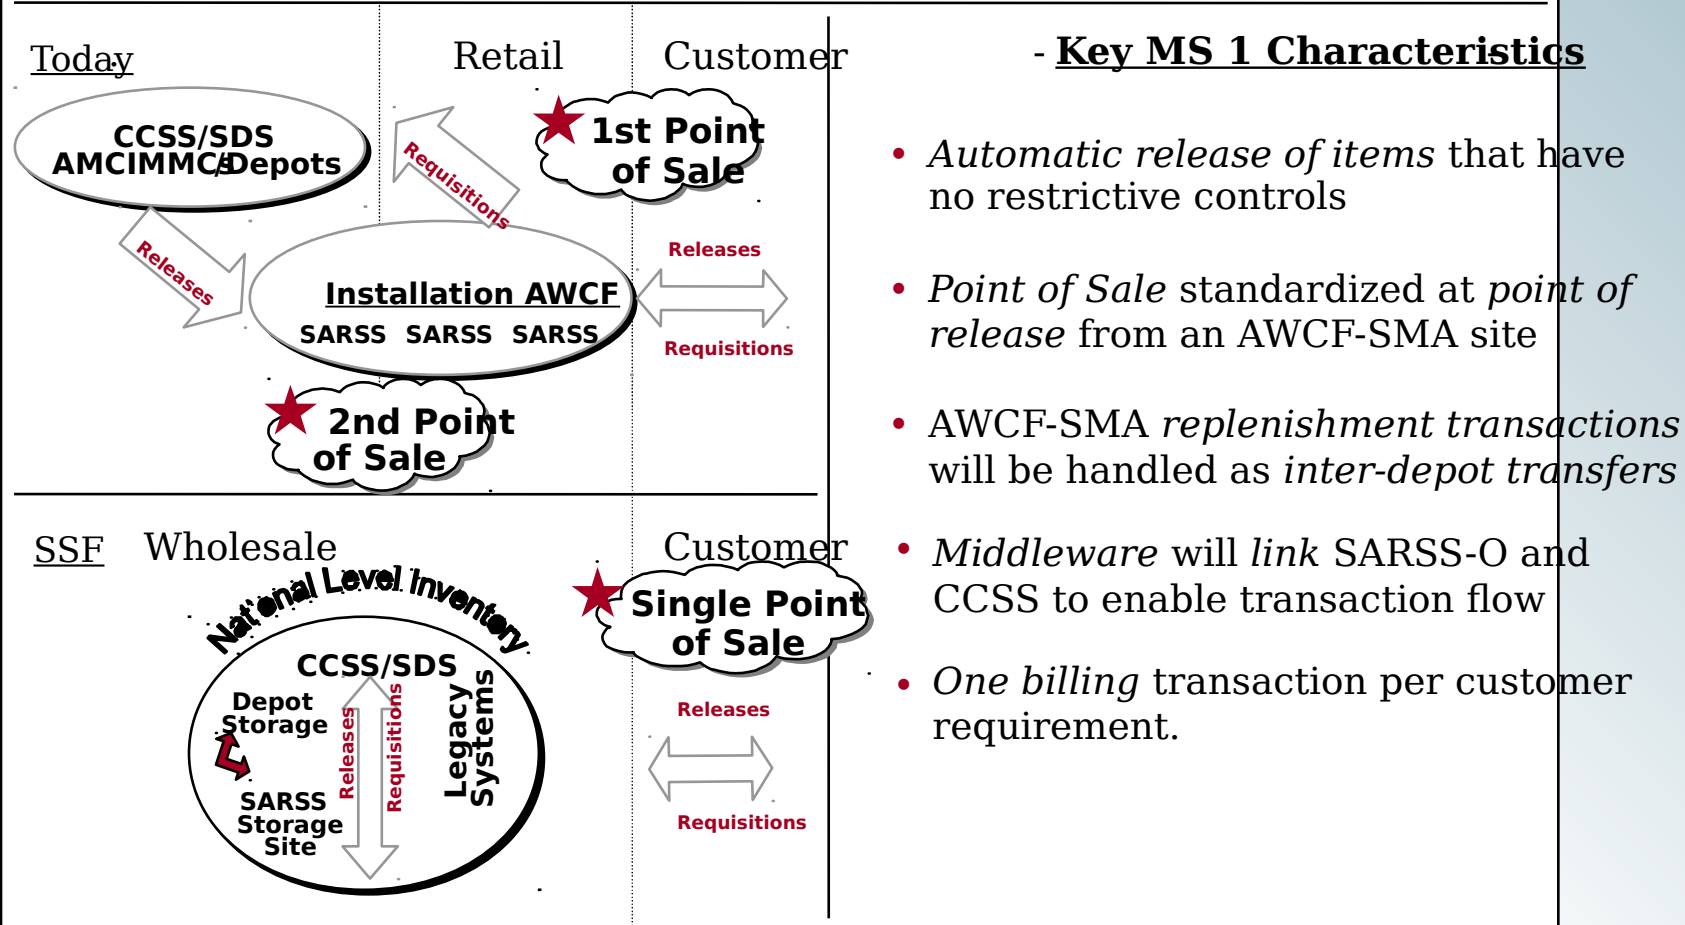 Today
Retail
Customer
CCSS/SDS
AMCIMMC/s/Depots
Requisitions
1st Point
of Sale
Releases
Installation AWCF
SARSS SARSS SARSS
Releases
Requisitions
2nd Point
of Sale
SSF
Wholesale
Customer
National Level Inventory
Single Point
of Sale
CCSS/SDS
Depot
Storage
Releases
Requisitions
Legacy
Systems
SARSS
Storage
Site
Releases
Requisitions
- Key MS 1 Characteristics
• Automatic release of items that have
no restrictive controls
• Point of Sale standardized at point of
release from an AWCF-SMA site
• AWCF-SMA replenishment transactions
will be handled as inter-depot transfers
• Middleware will link SARSS-O and
CCSS to enable transaction flow
• One billing transaction per customer
requirement.